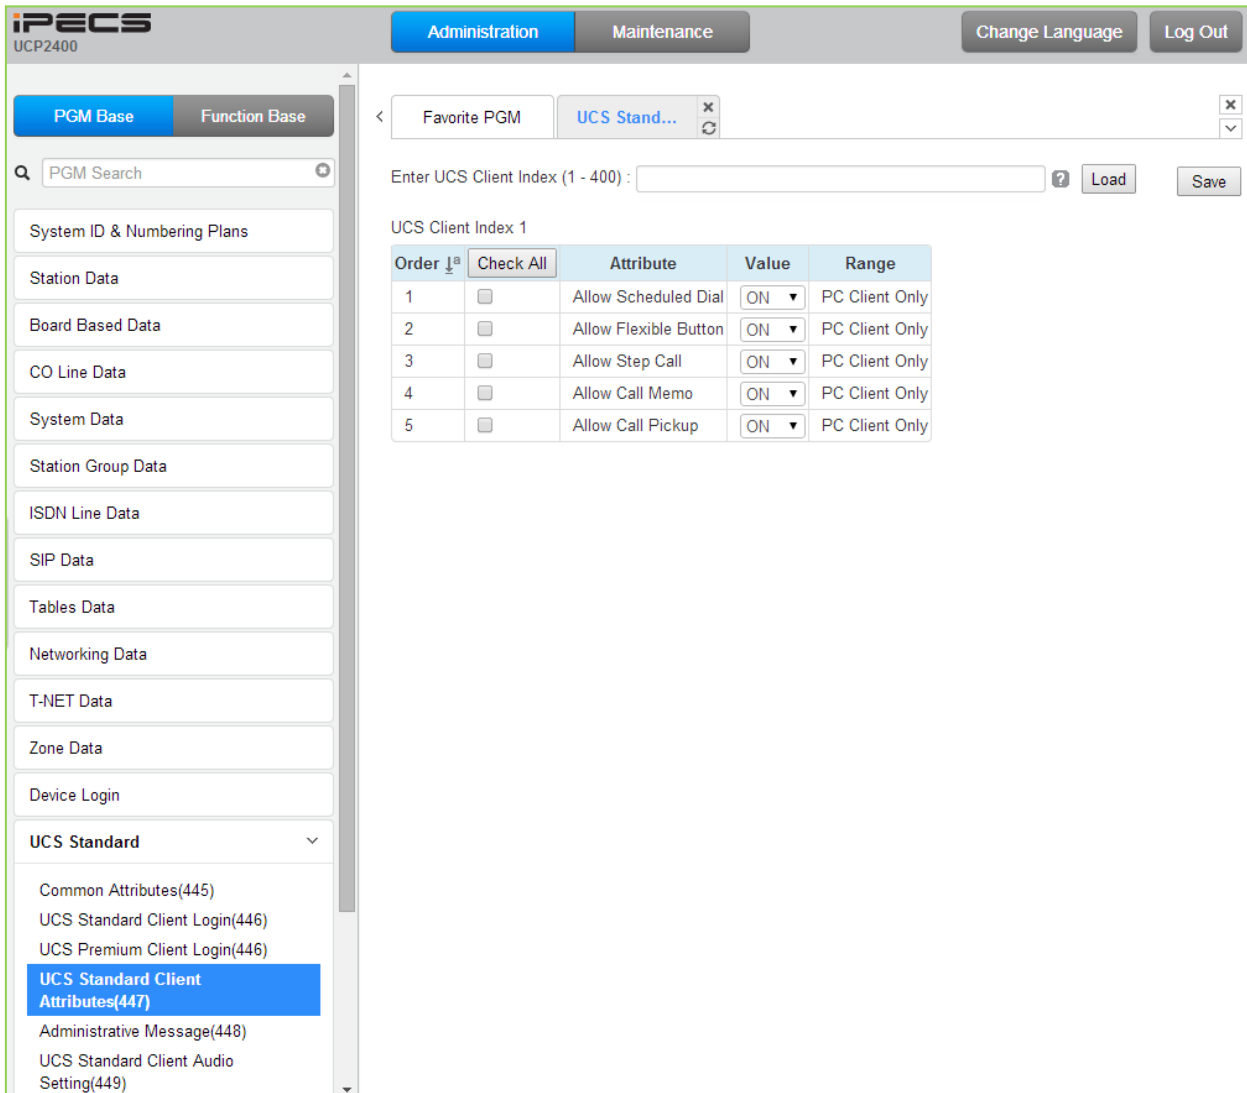 iPECS
UCP2400
Administration Maintenance Change Language Log Out
PGM Base Function Base
Favorite PGM UCS Stand...
PGM Search
Enter UCS Client Index (1 - 400) : ? Load Save
System ID & Numbering Plans
Station Data
Board Based Data
CO Line Data
System Data
Station Group Data
ISDN Line Data
SIP Data
Tables Data
Networking Data
T-NET Data
Zone Data
Device Login
UCS Standard
Common Attributes(445)
UCS Standard Client Login(446)
UCS Premium Client Login(446)
UCS Standard Client
Attributes(447)
Administrative Message(448)
UCS Standard Client Audio
Setting(449)
UCS Client Index 1
Order Check All Attribute Value Range
1 Allow Scheduled Dial ON PC Client Only
2 Allow Flexible Button ON PC Client Only
3 Allow Step Call ON PC Client Only
4 Allow Call Memo ON PC Client Only
5 Allow Call Pickup ON PC Client Only